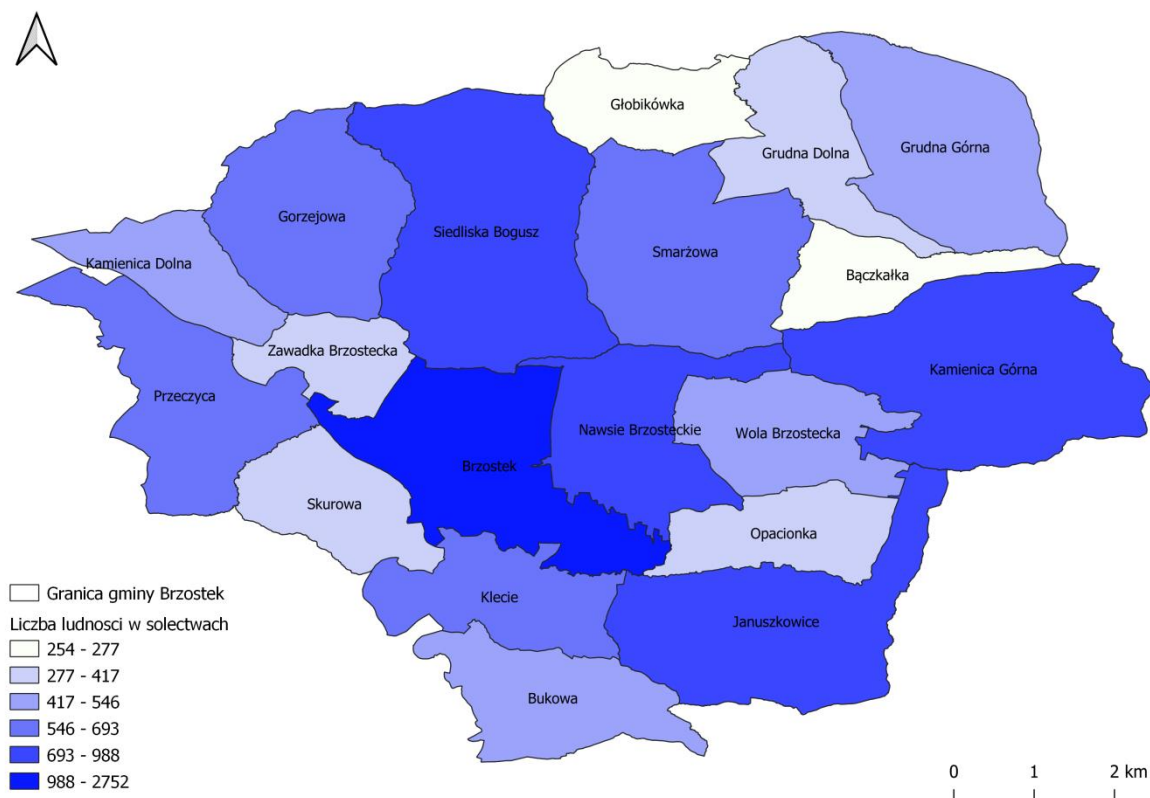 Głobikówka
Grudna Dolna
Grudna Górna
Gorzejowa
Siedliska Bogusz
Smarżowa
Kamienica Dolna
Bączkałka
Zawadka Brzostecka
Kamienica Górna
Przeczyca
Nawsie Brzosteckie
Wola Brzostecka
Brzostek
Skurowa
Opacionka
Klecie
Januszkowice
Bukowa
Granica gminy Brzostek
Liczba ludnosci w solectwach
254 - 277
277 - 417
417 - 546
546 - 693
693 - 988
988 - 2752
0 1 2 km